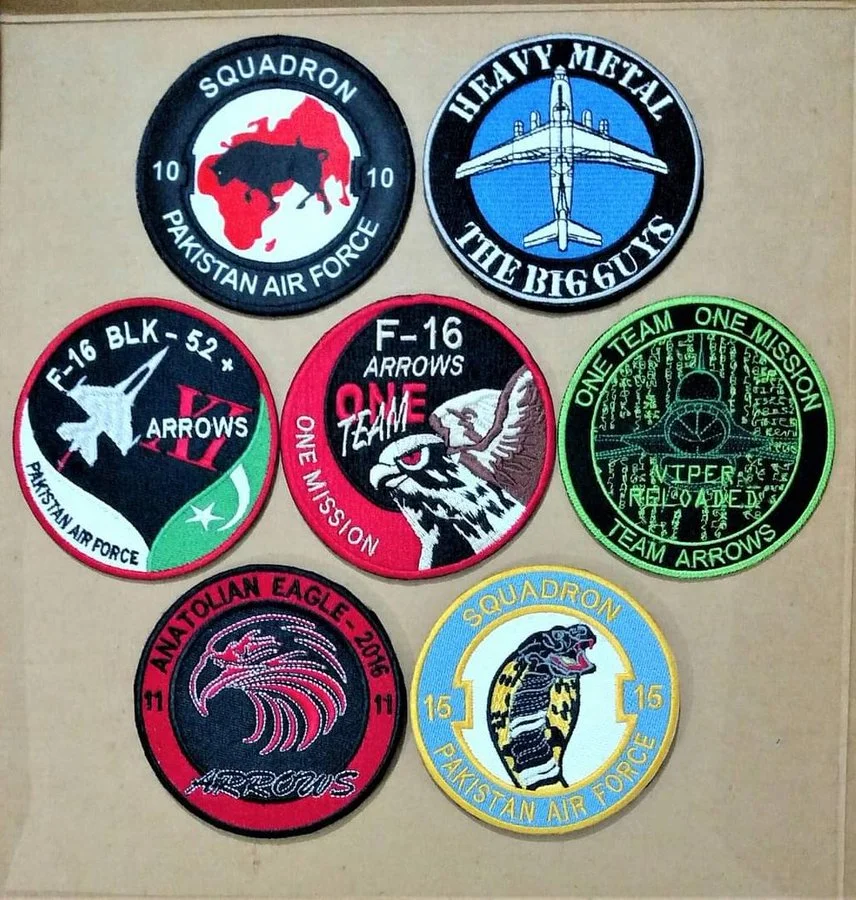 SQUADRON
10 10
PAKISTAN AIR FORCE
HEAVY METAL
THE BIG GUYS
F-16 BLK - 52 +
XI
ARROWS
PAKISTAN AIR FORCE
F-16
ARROWS
ONE
TEAM
ONE MISSION
ONE TEAM ONE MISSION
VIPER
RELOADED
TEAM ARROWS
ANATOLIAN EAGLE - 2016
11 11
ARROWS
SQUADRON
15 15
PAKISTAN AIR FORCE